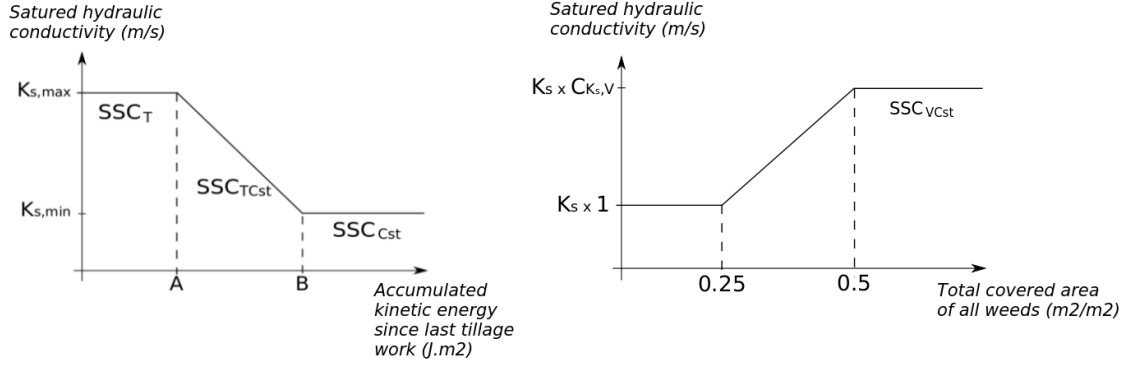 Satured hydraulic
conductivity (m/s)
Ks,max
SSCT
SSCTCst
Ks,min
SSCCst
A
B
Accumulated
kinetic energy
since last tillage
work (J.m2)
Satured hydraulic
conductivity (m/s)
Ks x CKs,V
SSCVCst
Ks x 1
0.25
0.5
Total covered area
of all weeds (m2/m2)